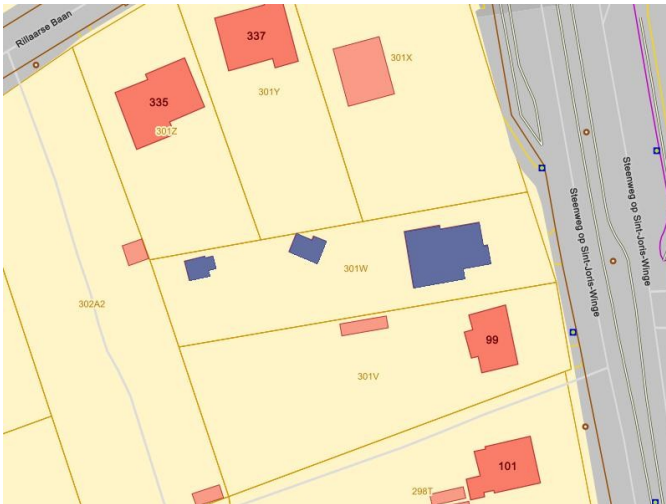 Rillaarse Baan
337
301X
301Y
335
301Z
Steenweg op Sint-Joris-Winge
Steenweg op Sint-Joris-Winge
301W
302A2
99
301V
101
298T